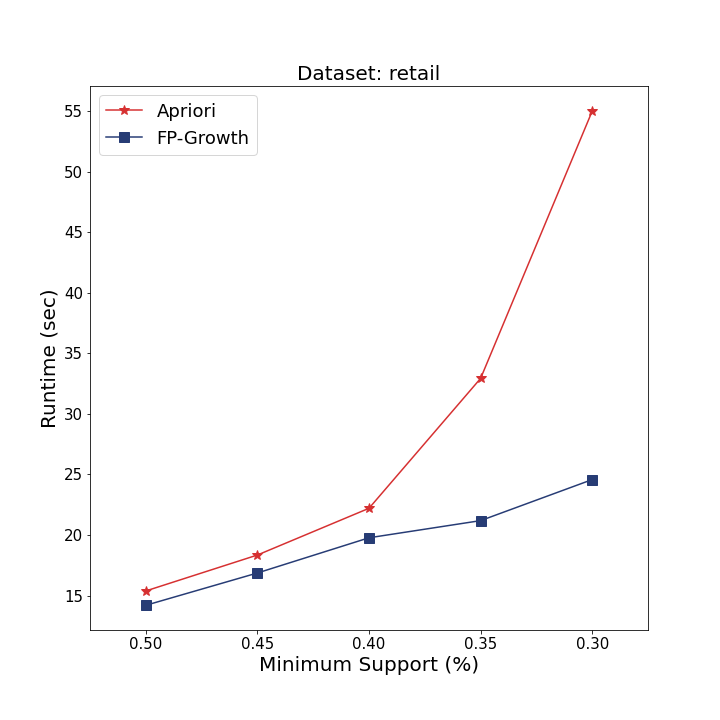 Dataset: retail
Apriori
FP-Growth
Runtime (sec)
55
50
45
40
35
30
25
20
15
0.50 0.45 0.40 0.35 0.30
Minimum Support (%)